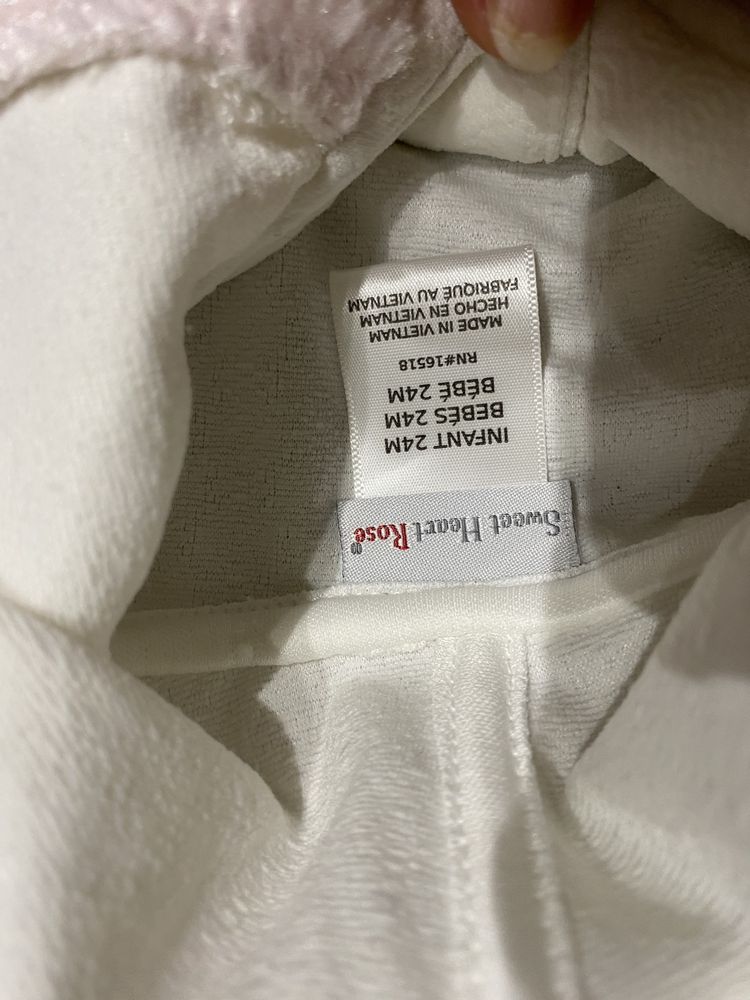 Sweet Heart Rose®
INFANT 24M
BEBÉS 24M
BÉBÉ 24M
RN#16518
MADE IN VIETNAM
HECHO EN VIETNAM
FABRIQUÉ AU VIETNAM